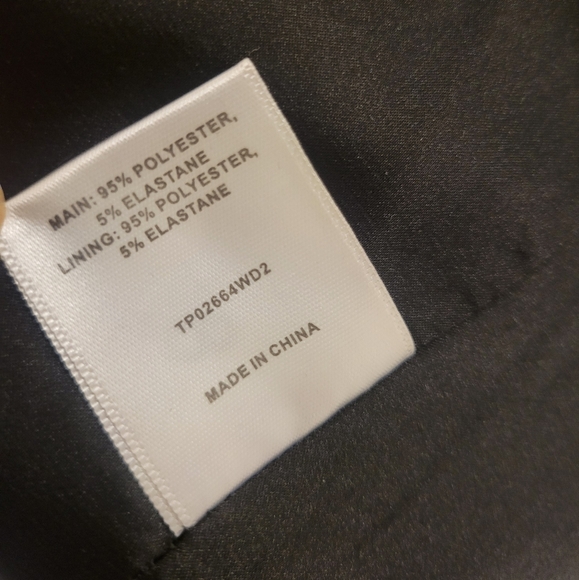 MAIN: 95% POLYESTER,
5% ELASTANE
LINING: 95% POLYESTER,
5% ELASTANE
TP02664WD2
MADE IN CHINA